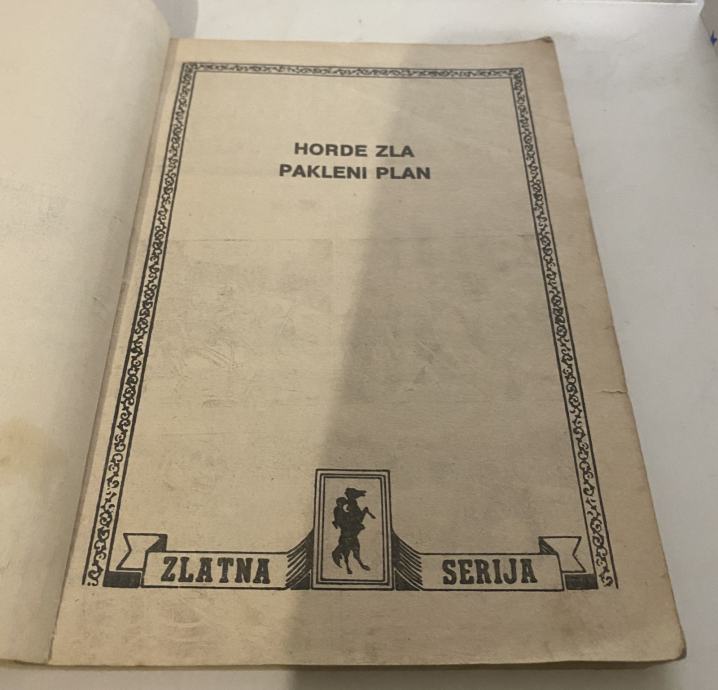 HORDE ZLA
PAKLENI PLAN
ZLATNA SERIJA